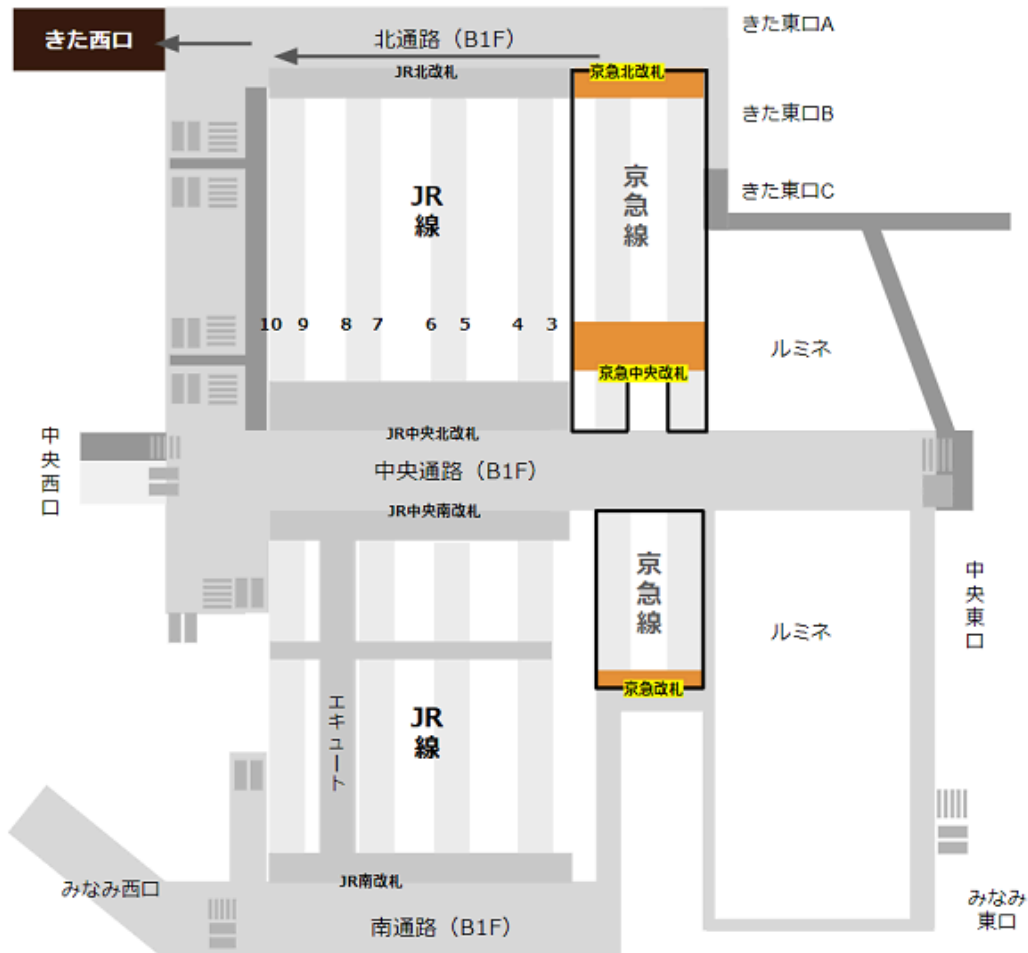 きた西口
北通路（B1F）
きた東口A
JR北改札
京急北改札
きた東口B
きた東口C
JR
線
京急線
10 9 8 7 6 5 4 3
ルミネ
京急中央改札
JR中央北改札
中央西口
中央通路（B1F）
JR中央南改札
京急線
中央東口
ルミネ
京急改札
エキュート
JR
線
JR南改札
みなみ西口
南通路（B1F）
みなみ
東口